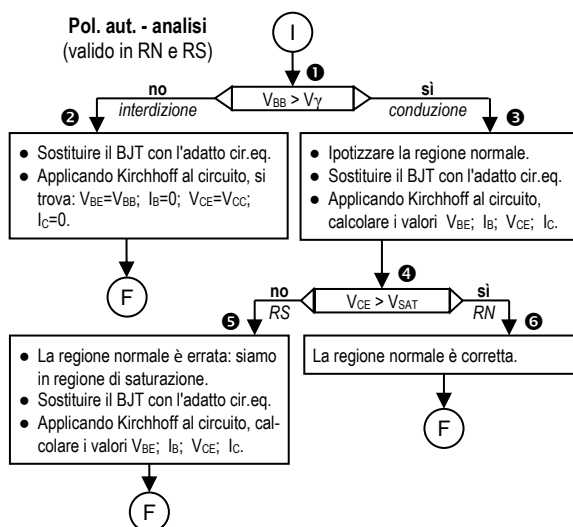 Pol. aut. - analisi
(valido in RN e RS)
I
❶
V_BB > Vγ
no
interdizione
sì
conduzione
❷
● Sostituire il BJT con l'adatto cir.eq.
● Applicando Kirchhoff al circuito, si
trova: V_BE=V_BB; I_B=0; V_CE=V_CC;
I_C=0.
F
❸
● Ipotizzare la regione normale.
● Sostituire il BJT con l'adatto cir.eq.
● Applicando Kirchhoff al circuito,
calcolare i valori V_BE; I_B; V_CE; I_C.
❹
V_CE > V_SAT
no
RS
sì
RN
❺
● La regione normale è errata: siamo
in regione di saturazione.
● Sostituire il BJT con l'adatto cir.eq.
● Applicando Kirchhoff al circuito, cal-
colare i valori V_BE; I_B; V_CE; I_C.
F
❻
La regione normale è corretta.
F